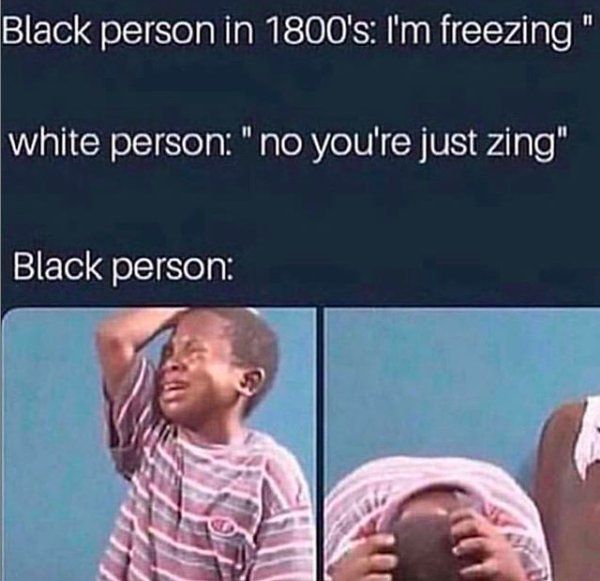 Black person in 1800's: I'm freezing "
white person: " no you're just zing"
Black person: